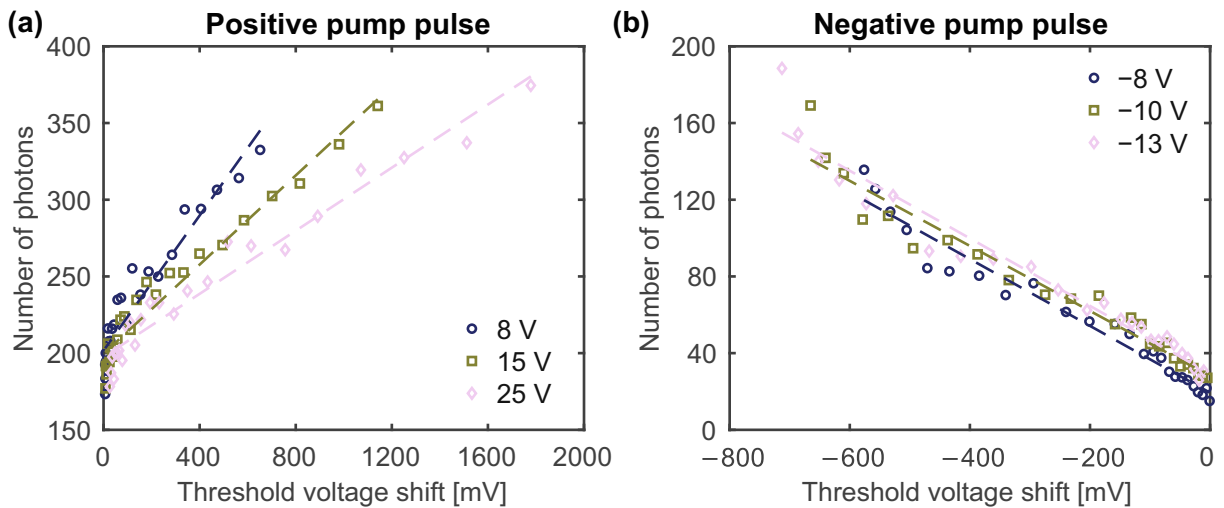 (a)
Positive pump pulse
400
350
300
250
200
150
Number of photons
0 400 800 1200 1600 2000
Threshold voltage shift [mV]
8 V
15 V
25 V
(b)
Negative pump pulse
200
160
120
80
40
0
Number of photons
−800 −600 −400 −200 0
Threshold voltage shift [mV]
−8 V
−10 V
−13 V